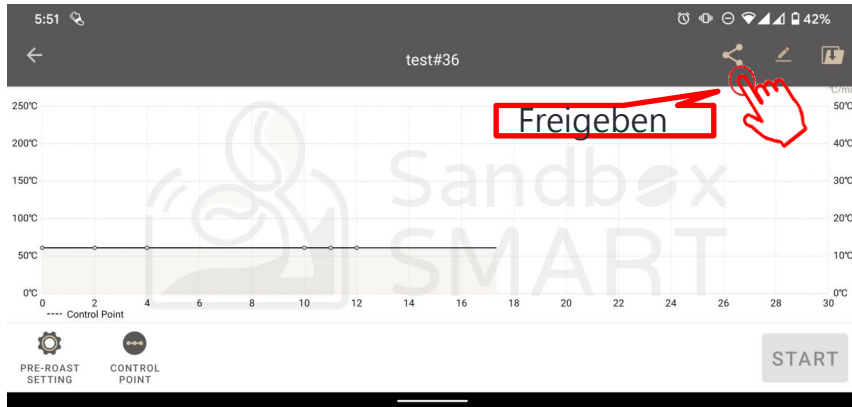 5:51 42%
test#36
°C/mi
Freigeben
250°C 50°C
200°C 40°C
150°C 30°C
100°C 20°C
50°C 10°C
0°C 0°C
Sandbox
SMART
0 2 4 6 8 10 12 14 16 18 20 22 24 26 28 30
---- Control Point
PRE-ROAST SETTING
CONTROL POINT
START